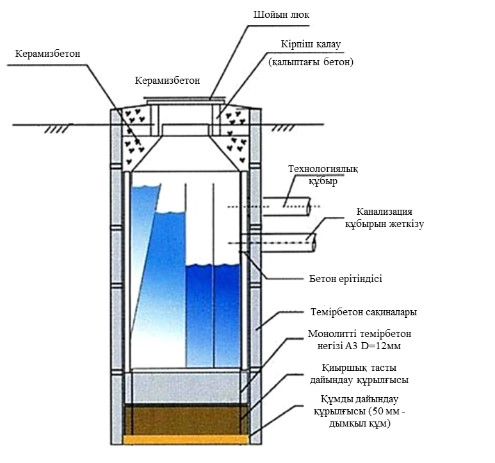 Шойын люк
Керамизбетон
Кірпіш қалау
(қалыптағы бетон)
Керамизбетон
Технологиялық
құбыр
Канализация
құбырын жеткізу
Бетон ерітіндісі
Темірбетон сақиналары
Монолитті темірбетон
негізі А3 D=12мм
Қиыршық тасты
дайындау құрылғысы
Құмды дайындау
құрылғысы (50 мм -
дымқыл құм)